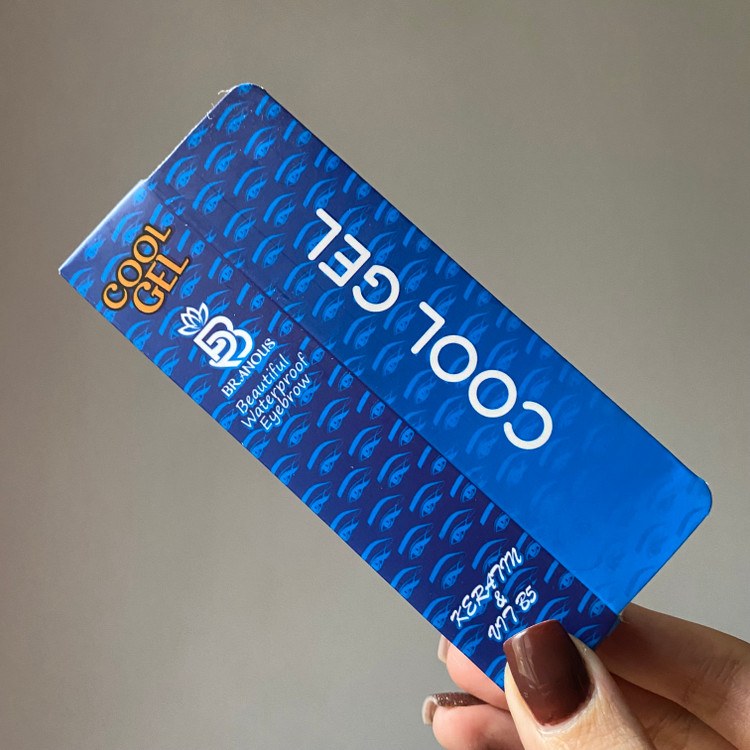 COOL
GEL
BRANOUS
Beautiful
Waterproof
Eyebrow
COOL GEL
KERATIN
&
VIT B5